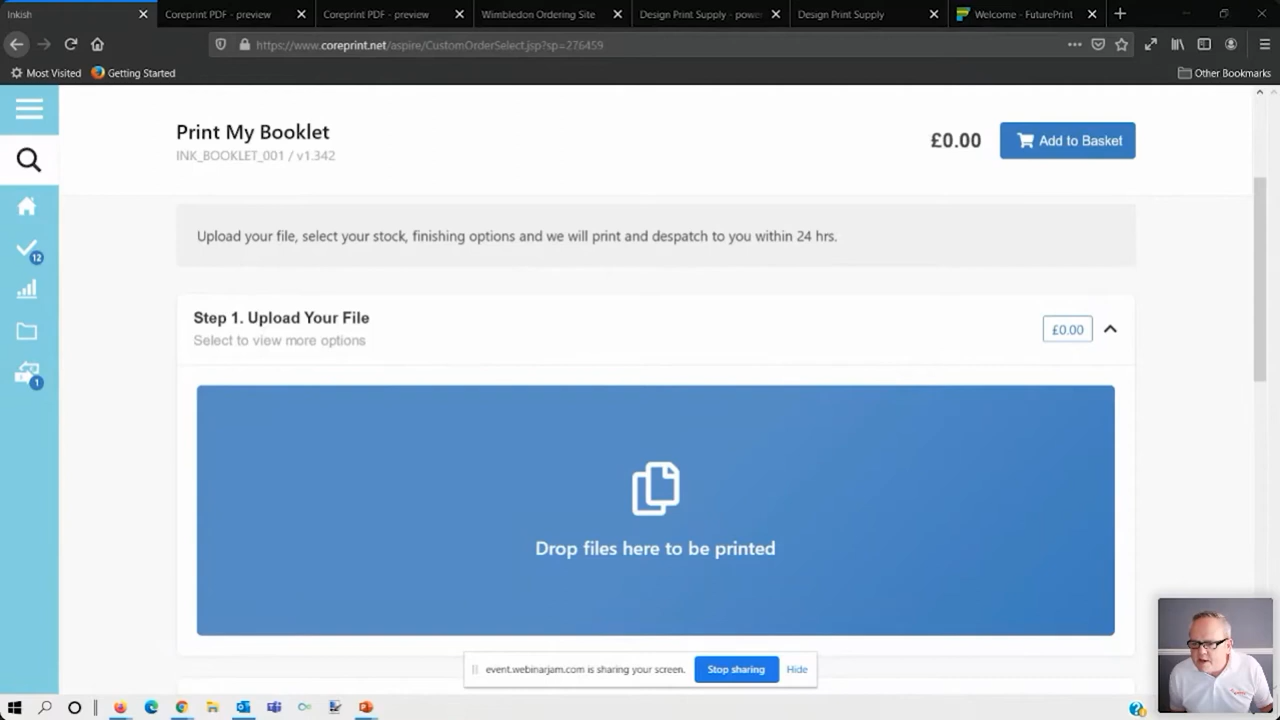 Inkish
Coreprint PDF - preview
Coreprint PDF - preview
Wimbledon Ordering Site
Design Print Supply - powe
Design Print Supply
Welcome - FuturePrint
https://www.coreprint.net/aspire/CustomOrderSelect.jsp?sp=276459
Most Visited
Getting Started
Other Bookmarks
Print My Booklet
INK_BOOKLET_001 / v1.342
£0.00
Add to Basket
Upload your file, select your stock, finishing options and we will print and despatch to you within 24 hrs.
12
1
Step 1. Upload Your File
Select to view more options
£0.00
Drop files here to be printed
event.webinarjam.com is sharing your screen.
Stop sharing
Hide